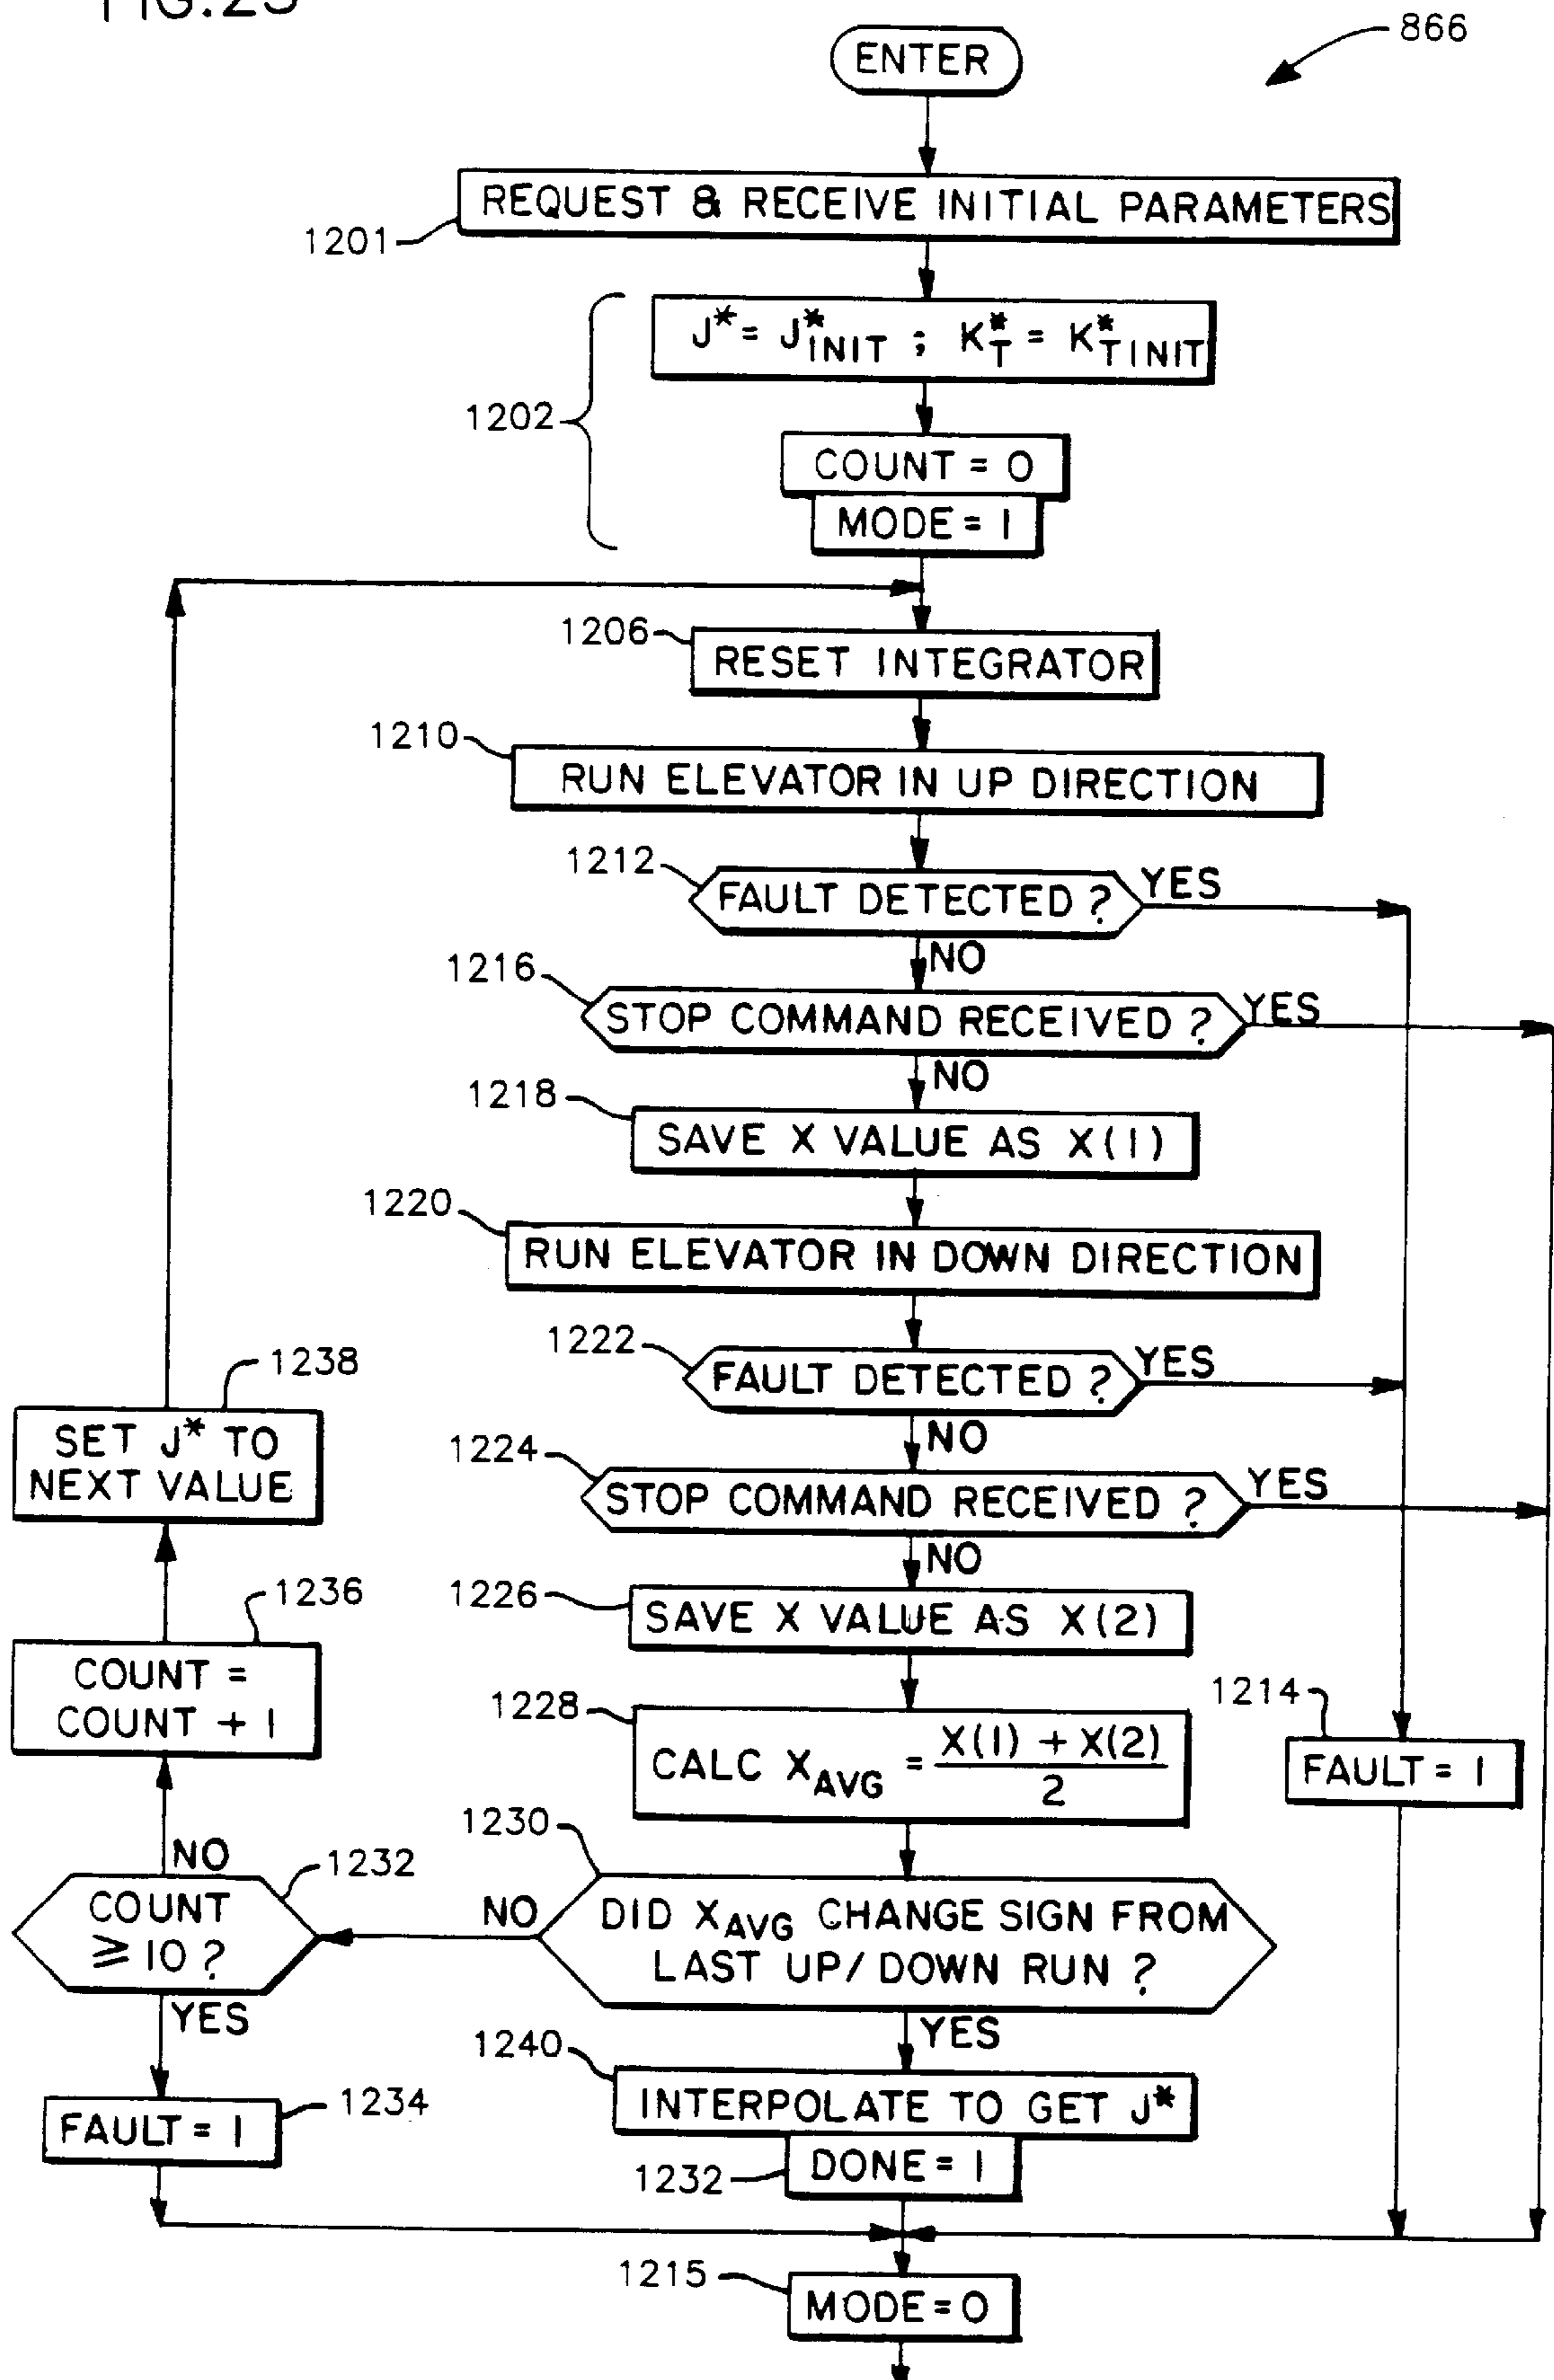 FIG.23
866
ENTER
REQUEST & RECEIVE INITIAL PARAMETERS
1201
J* = J*INIT ; K*T = K*TINIT
1202
COUNT = 0
MODE = 1
1206
RESET INTEGRATOR
1210
RUN ELEVATOR IN UP DIRECTION
1212
FAULT DETECTED ?
YES
NO
1216
STOP COMMAND RECEIVED ?
YES
NO
1218
SAVE X VALUE AS X(1)
1220
RUN ELEVATOR IN DOWN DIRECTION
1222
FAULT DETECTED ?
YES
NO
1224
STOP COMMAND RECEIVED ?
YES
NO
1226
SAVE X VALUE AS X(2)
1228
CALC XAVG = X(1) + X(2) / 2
1214
FAULT = 1
1230
DID XAVG CHANGE SIGN FROM
LAST UP/DOWN RUN ?
NO
YES
1232
COUNT
≥ 10 ?
NO
YES
1236
COUNT =
COUNT + 1
1238
SET J* TO
NEXT VALUE
1234
FAULT = 1
1240
INTERPOLATE TO GET J*
1232
DONE = 1
1215
MODE = 0